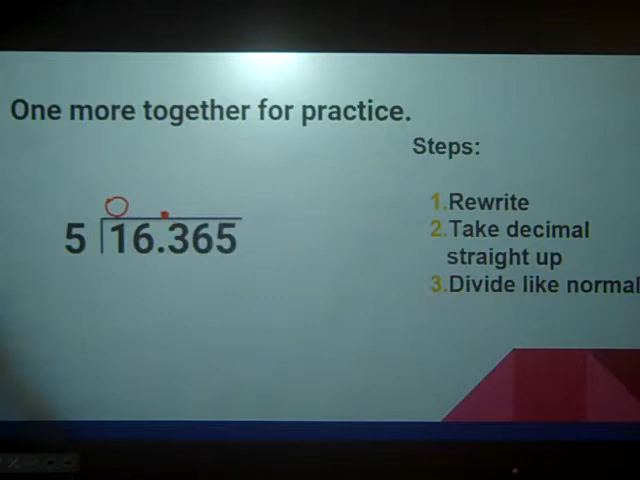 One more together for practice.
Steps:
0 .
5 16.365
1.Rewrite
2.Take decimal
straight up
3.Divide like normal